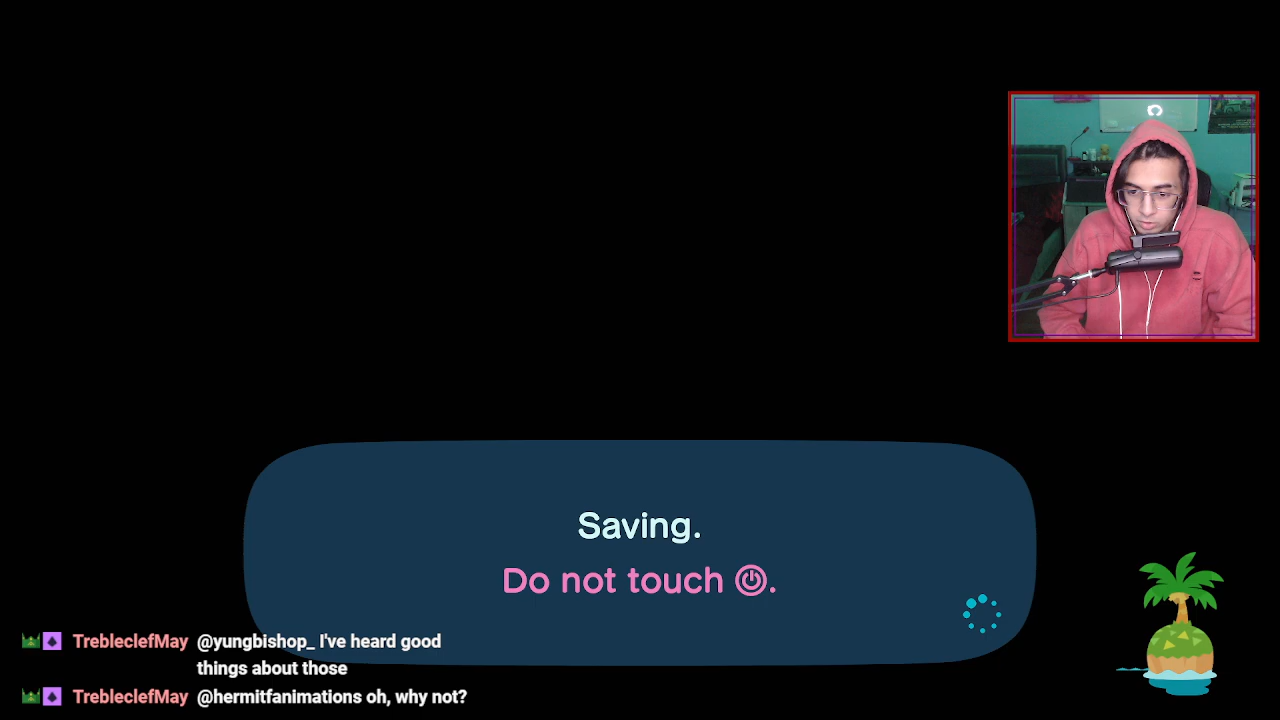 Saving.
Do not touch ⏻.
TrebleclefMay @yungbishop_ I've heard good
things about those
TrebleclefMay @hermitfanimations oh, why not?